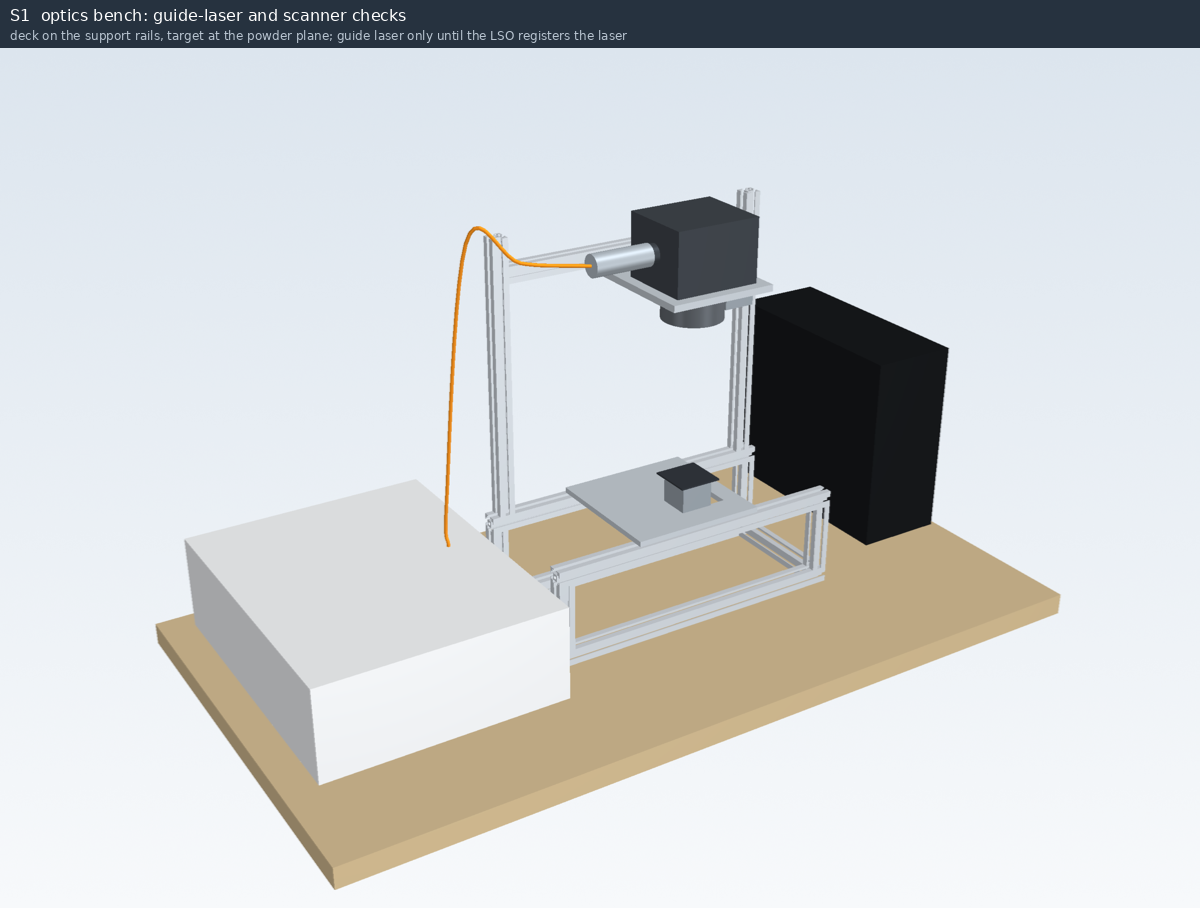 S1 optics bench: guide-laser and scanner checks
deck on the support rails, target at the powder plane; guide laser only until the LSO registers the laser